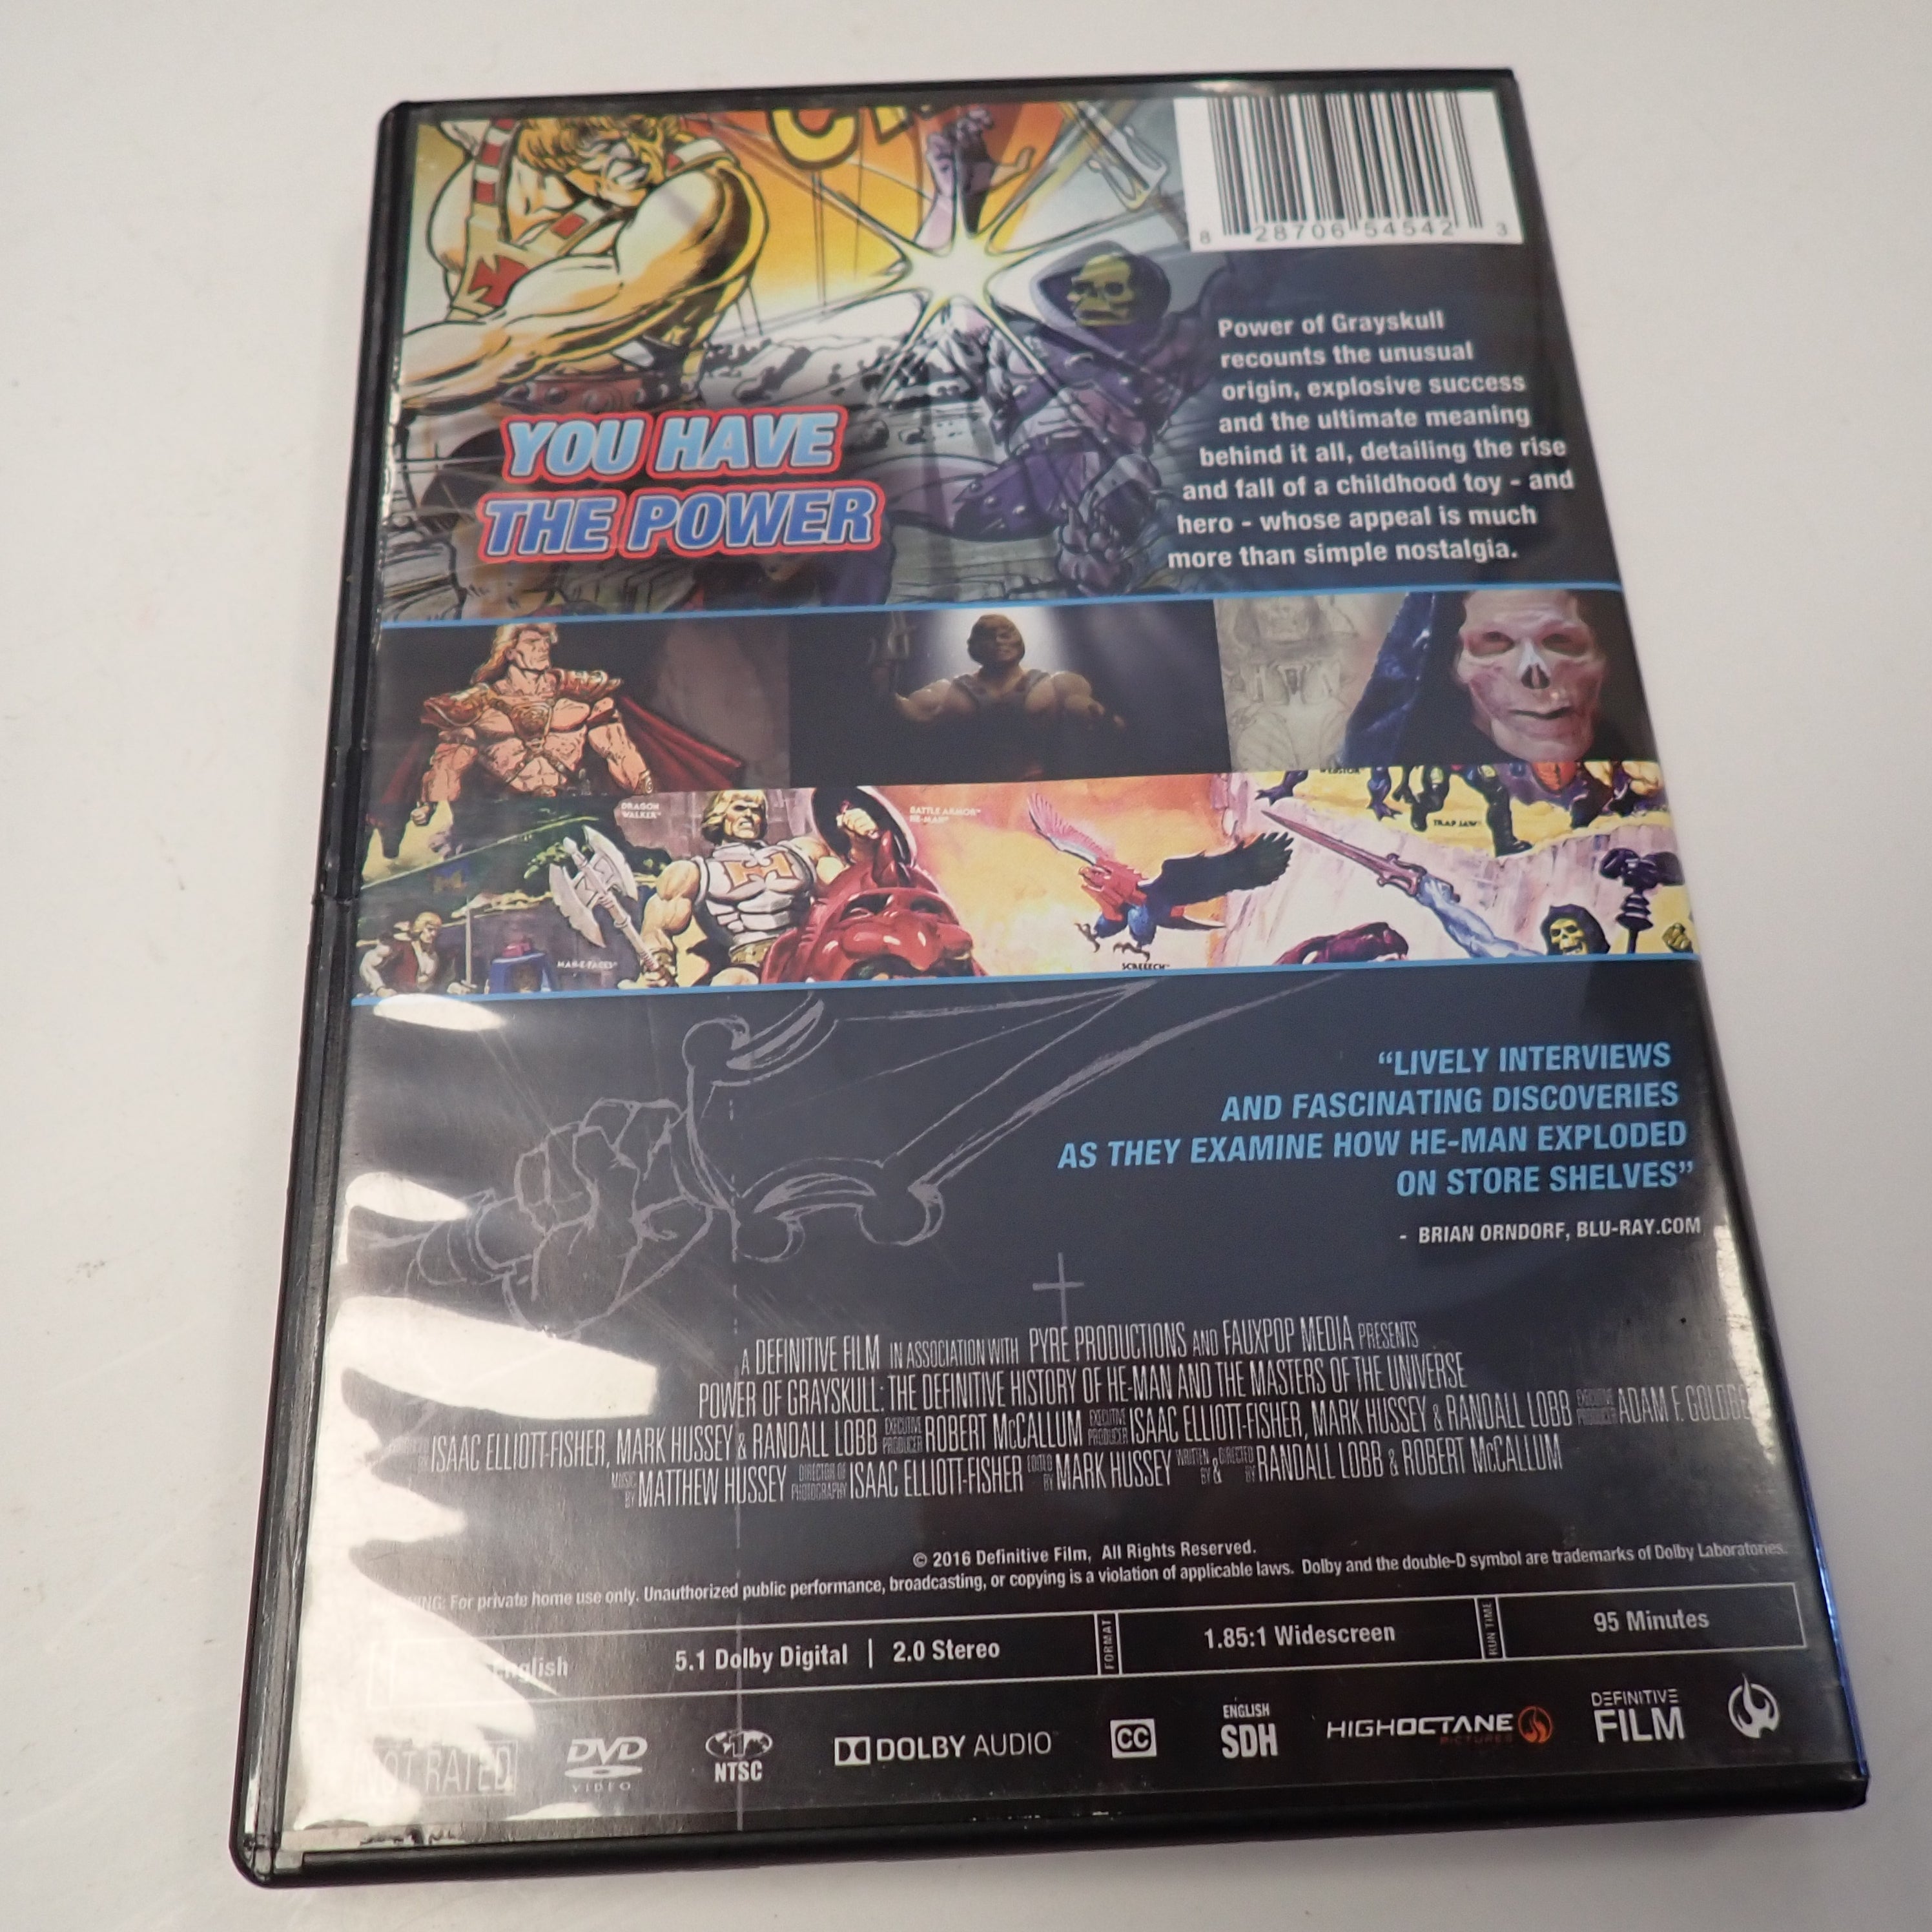 8 28706 54542 3
Power of Grayskull
recounts the unusual
origin, explosive success
and the ultimate meaning
behind it all, detailing the rise
and fall of a childhood toy - and
hero - whose appeal is much
more than simple nostalgia.
YOU HAVE
THE POWER
DRAGON
WALKER™
BATTLE ARMOR™
HE-MAN®
TRAP JAW™
MAN-E-FACES™
SCREECH™
“LIVELY INTERVIEWS
AND FASCINATING DISCOVERIES
AS THEY EXAMINE HOW HE-MAN EXPLODED
ON STORE SHELVES”
- BRIAN ORNDORF, BLU-RAY.COM
A DEFINITIVE FILM IN ASSOCIATION WITH PYRE PRODUCTIONS AND FAUXPOP MEDIA PRESENTS
POWER OF GRAYSKULL: THE DEFINITIVE HISTORY OF HE-MAN AND THE MASTERS OF THE UNIVERSE
ISAAC ELLIOTT-FISHER, MARK HUSSEY & RANDALL LOBB EXECUTIVE PRODUCER ROBERT McCALLUM EXECUTIVE PRODUCER ISAAC ELLIOTT-FISHER, MARK HUSSEY & RANDALL LOBB EXECUTIVE PRODUCER ADAM F.
MUSIC BY MATTHEW HUSSEY DIRECTOR OF PHOTOGRAPHY ISAAC ELLIOTT-FISHER EDITED BY MARK HUSSEY WRITTEN BY & DIRECTED BY RANDALL LOBB & ROBERT McCALLUM
© 2016 Definitive Film, All Rights Reserved.
For private home use only. Unauthorized public performance, broadcasting, or copying is a violation of applicable laws. Dolby and the double-D symbol are trademarks of Dolby Laboratories.
English 5.1 Dolby Digital | 2.0 Stereo FORMAT 1.85:1 Widescreen RUN TIME 95 Minutes
NOT RATED DVD VIDEO 1 NTSC DOLBY AUDIO™ CC ENGLISH SDH HIGHOCTANE PICTURES DEFINITIVE FILM